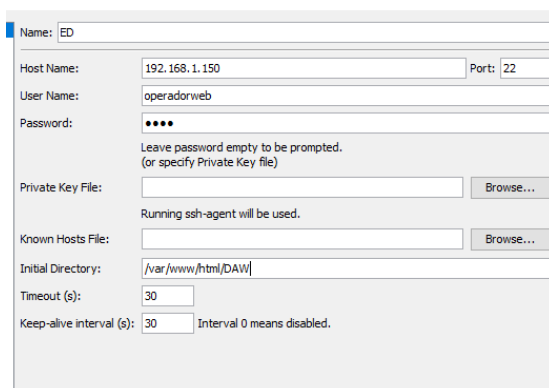 Name: ED
Host Name: 192.168.1.150 Port: 22
User Name: operadorweb
Password: ●●●●
Leave password empty to be prompted.
(or specify Private Key file)
Private Key File: Browse...
Running ssh-agent will be used.
Known Hosts File: Browse...
Initial Directory: /var/www/html/DAW
Timeout (s): 30
Keep-alive interval (s): 30 Interval 0 means disabled.